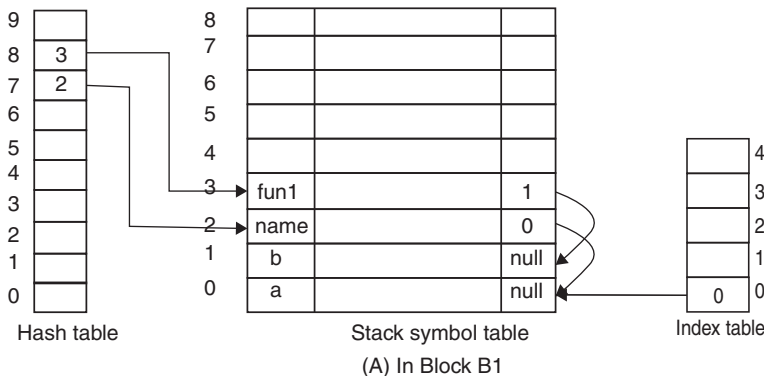 9
8 3
7 2
6
5
4
3
2
1
0
Hash table
8
7
6
5
4
3 fun1 1
2 name 0
1 b null
0 a null
Stack symbol table
4
3
2
1
0 0
Index table
(A) In Block B1